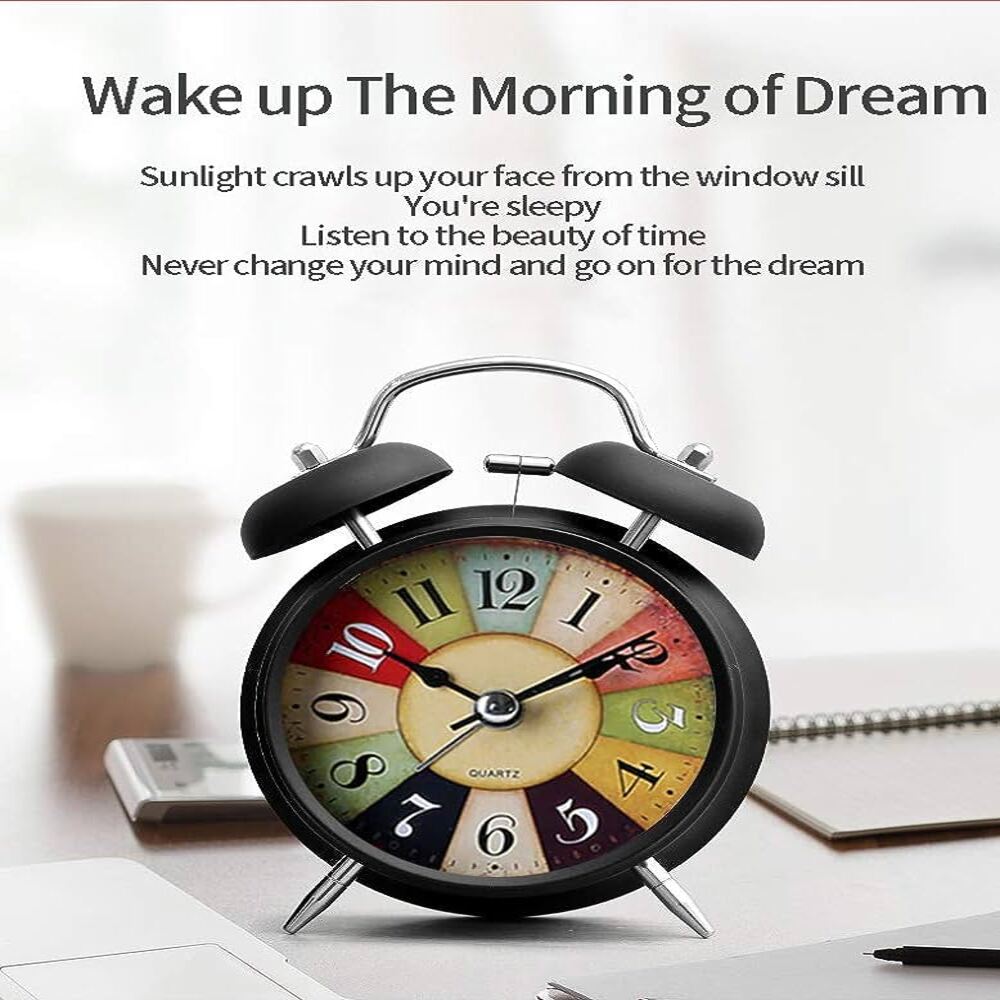 Wake up The Morning of Dream
Sunlight crawls up your face from the window sill
You're sleepy
Listen to the beauty of time
Never change your mind and go on for the dream
12
11
1
10
2
9
3
8
4
QUARTZ
7
5
6